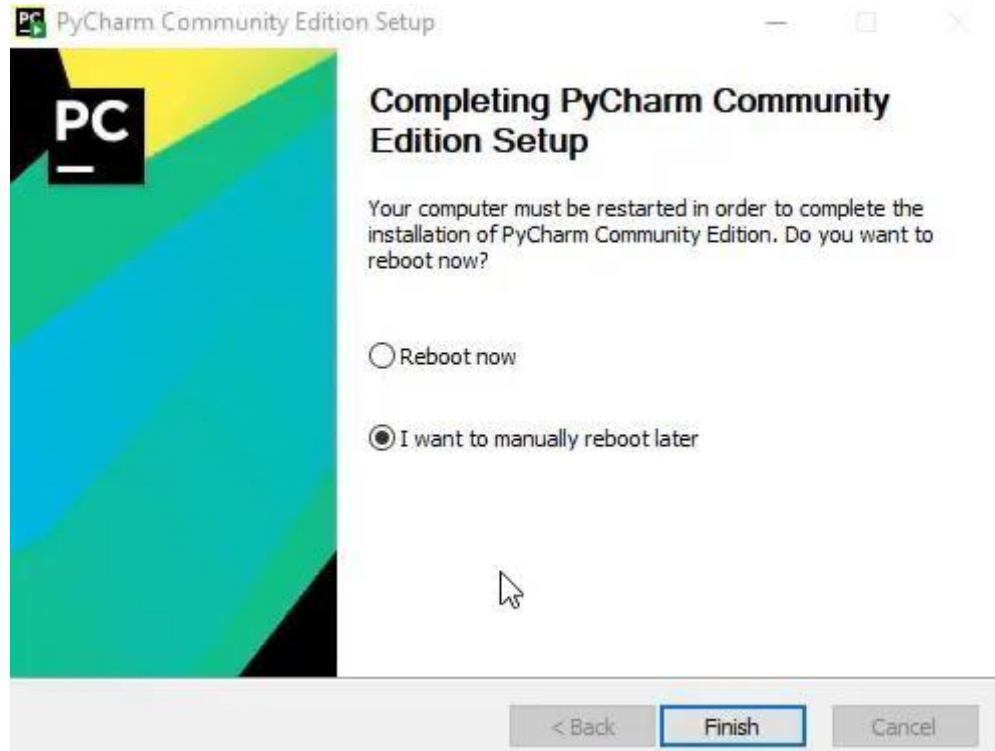 PyCharm Community Edition Setup
PC
Completing PyCharm Community
Edition Setup
Your computer must be restarted in order to complete the
installation of PyCharm Community Edition. Do you want to
reboot now?
Reboot now
I want to manually reboot later
< Back
Finish
Cancel